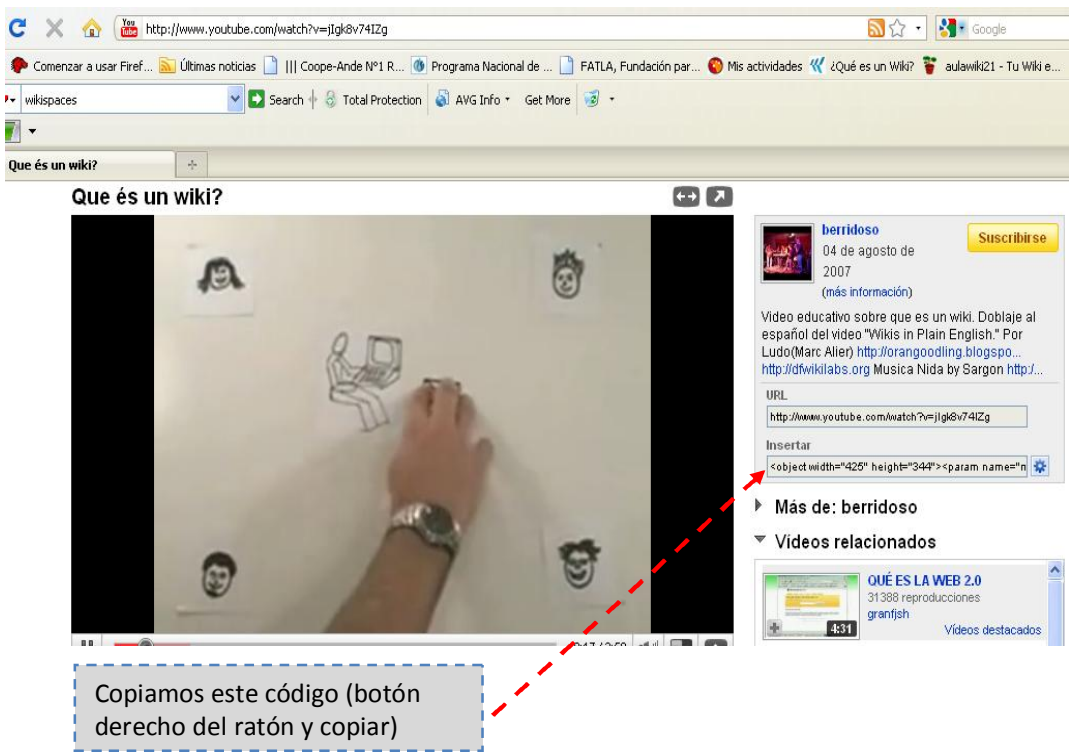 You Tube http://www.youtube.com/watch?v=jIgk8v74IZg Google
Comenzar a usar Firef... Últimas noticias ||| Coope-Ande Nº1 R... Programa Nacional de ... FATLA, Fundación par... Mis actividades ¿Qué es un Wiki? aulawiki21 - Tu Wiki e...
wikispaces Search Total Protection AVG Info Get More
Que és un wiki?
Que és un wiki?
berridoso
04 de agosto de
2007
(más información)
Suscribirse
Video educativo sobre que es un wiki. Doblaje al
español del video "Wikis in Plain English." Por
Ludo(Marc Alier) http://orangoodling.blogspo...
http://dfwikilabs.org Musica Nida by Sargon http:/...
URL
http://www.youtube.com/watch?v=jIgk8v74IZg
Insertar
<object width="425" height="344"><param name="n
Más de: berridoso
Vídeos relacionados
QUÉ ES LA WEB 2.0
31388 reproducciones
granfjsh
4:31
Vídeos destacados
Copiamos este código (botón
derecho del ratón y copiar)